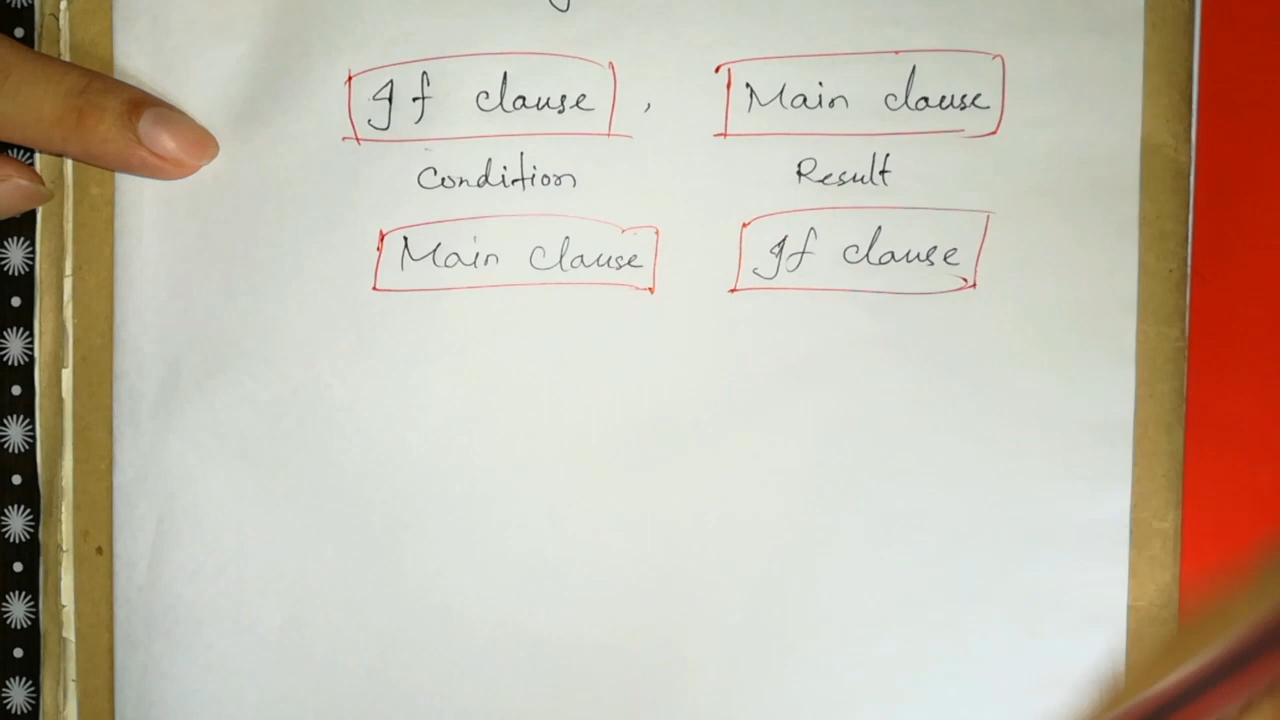 If clause , Main clause
Condition Result
Main clause If clause